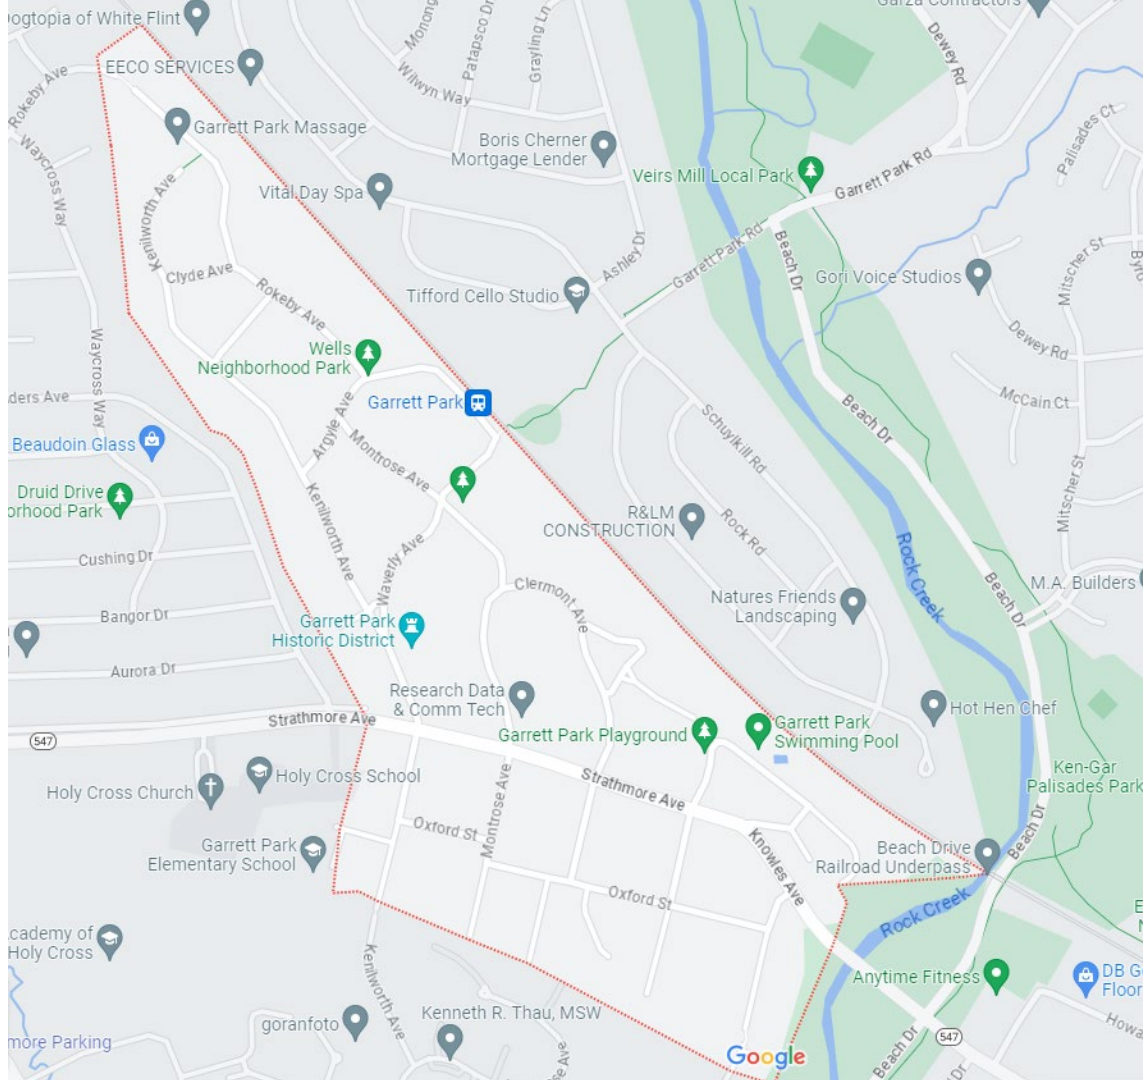 Dogtopia of White Flint
Garza Contractors
Rokeby Ave
EECO SERVICES
Monong
Patapsco Dr
Grayling Ln
Wilwyn Way
Dewey Rd
Garrett Park Massage
Waycross Way
Boris Cherner
Mortgage Lender
Palisades Ct
Veirs Mill Local Park
Garrett Park Rd
Vital Day Spa
Kenilworth Ave
Clyde Ave
Rokeby Ave
Ashley Dr
Garrett Park Rd
Beach Dr
Gori Voice Studios
Mitscher St
Byro
Tifford Cello Studio
Wells
Neighborhood Park
Waycross Way
Dewey Rd
McCain Ct
ders Ave
Garrett Park
Argyle Ave
Montrose Ave
Schuylkill Rd
Beach Dr
Beaudoin Glass
Druid Drive
orhood Park
Kenilworth Ave
R&LM
CONSTRUCTION
Rock Rd
Mitscher St
Cushing Dr
Waverly Ave
Clermont Ave
Rock Creek
Beach Dr
M.A. Builders
Natures Friends
Landscaping
Bangor Dr
Garrett Park
Historic District
Aurora Dr
Research Data
& Comm Tech
Strathmore Ave
547
Garrett Park Playground
Garrett Park
Swimming Pool
Hot Hen Chef
Holy Cross School
Holy Cross Church
Strathmore Ave
Ken-Gar
Palisades Park
Montrose Ave
Oxford St
Knowles Ave
Beach Dr
Garrett Park
Elementary School
Beach Drive
Railroad Underpass
Oxford St
Rock Creek
E
N
cademy of
Holy Cross
Kenilworth Ave
Anytime Fitness
DB G
Floor
goranfoto
Kenneth R. Thau, MSW
Howa
more Parking
Montrose Ave
Google
547
Beach Dr